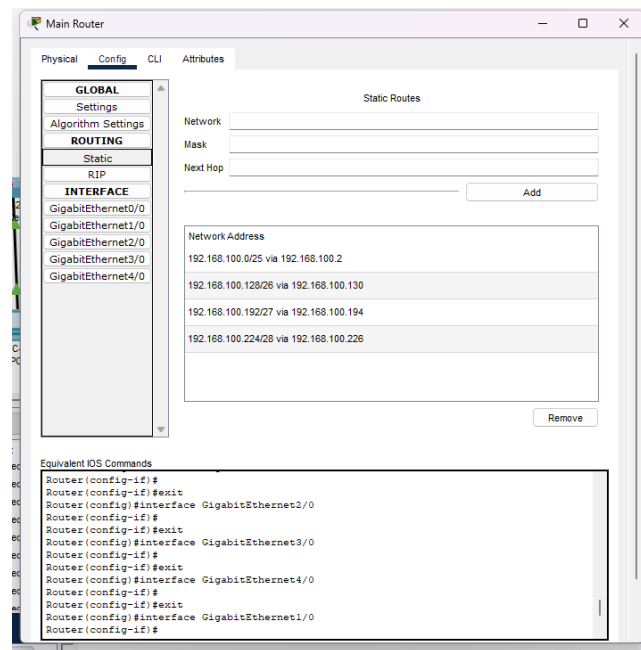 Main Router
Physical Config CLI Attributes
GLOBAL
Settings
Algorithm Settings
ROUTING
Static
RIP
INTERFACE
GigabitEthernet0/0
GigabitEthernet1/0
GigabitEthernet2/0
GigabitEthernet3/0
GigabitEthernet4/0
Static Routes
Network
Mask
Next Hop
Add
Network Address
192.168.100.0/25 via 192.168.100.2
192.168.100.128/26 via 192.168.100.130
192.168.100.192/27 via 192.168.100.194
192.168.100.224/28 via 192.168.100.226
Remove
Equivalent IOS Commands
Router(config-if)#
Router(config-if)#exit
Router(config)#interface GigabitEthernet2/0
Router(config-if)#
Router(config-if)#exit
Router(config)#interface GigabitEthernet3/0
Router(config-if)#
Router(config-if)#exit
Router(config)#interface GigabitEthernet4/0
Router(config-if)#
Router(config-if)#exit
Router(config)#interface GigabitEthernet1/0
Router(config-if)#